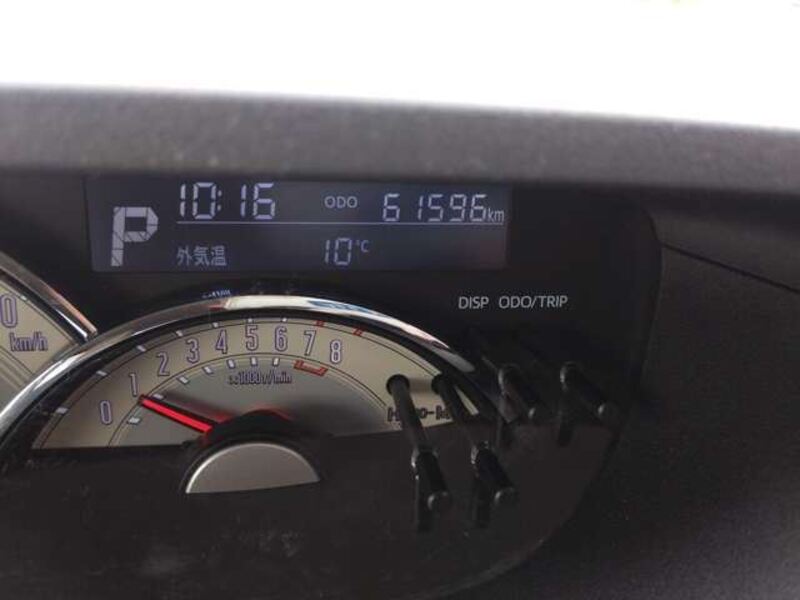 P 10:16 ODO 61596km
外気温 10°C
DISP ODO/TRIP
0 km/h
0 1 2 3 4 5 6 7 8
x1000r/min